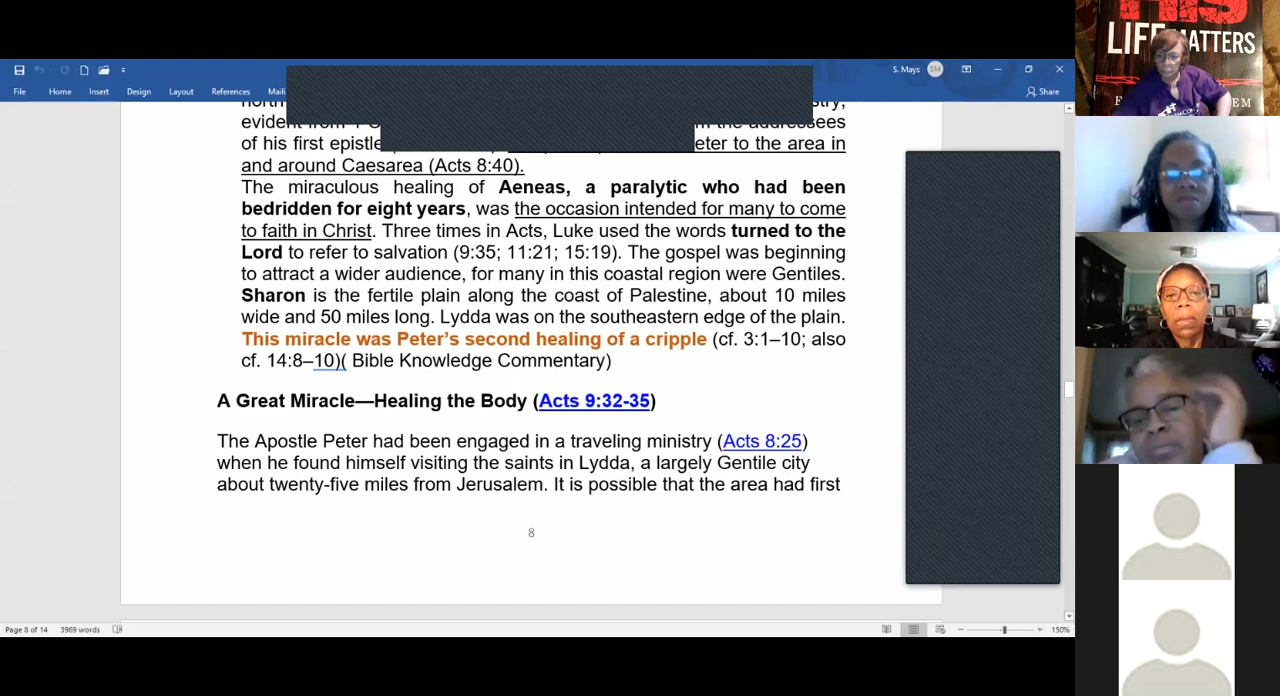 HIS
LIFE MATTERS
EM
S. Mays SM
File Home Insert Design Layout References Share
north
evident from
of his first epistle eter to the area in
and around Caesarea (Acts 8:40).
The miraculous healing of Aeneas, a paralytic who had been
bedridden for eight years, was the occasion intended for many to come
to faith in Christ. Three times in Acts, Luke used the words turned to the
Lord to refer to salvation (9:35; 11:21; 15:19). The gospel was beginning
to attract a wider audience, for many in this coastal region were Gentiles.
Sharon is the fertile plain along the coast of Palestine, about 10 miles
wide and 50 miles long. Lydda was on the southeastern edge of the plain.
This miracle was Peter’s second healing of a cripple (cf. 3:1–10; also
cf. 14:8–10)( Bible Knowledge Commentary)
A Great Miracle—Healing the Body (Acts 9:32-35)
The Apostle Peter had been engaged in a traveling ministry (Acts 8:25)
when he found himself visiting the saints in Lydda, a largely Gentile city
about twenty-five miles from Jerusalem. It is possible that the area had first
8
Page 8 of 14 3969 words 150%